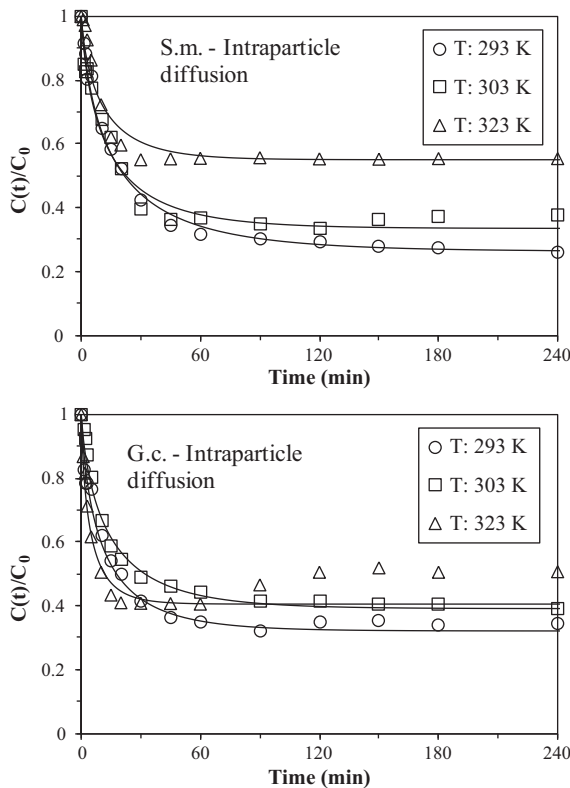 S.m. - Intraparticle
diffusion
T: 293 K
T: 303 K
T: 323 K
C(t)/C0
1
0.8
0.6
0.4
0.2
0
0 60 120 180 240
Time (min)
G.c. - Intraparticle
diffusion
T: 293 K
T: 303 K
T: 323 K
C(t)/C0
1
0.8
0.6
0.4
0.2
0
0 60 120 180 240
Time (min)